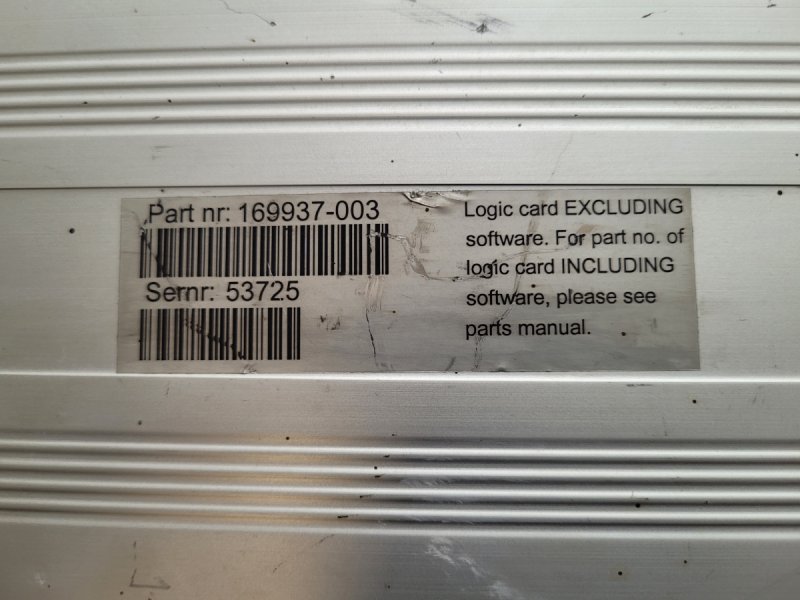 Part nr: 169937-003
Sernr: 53725
Logic card EXCLUDING
software. For part no. of
logic card INCLUDING
software, please see
parts manual.